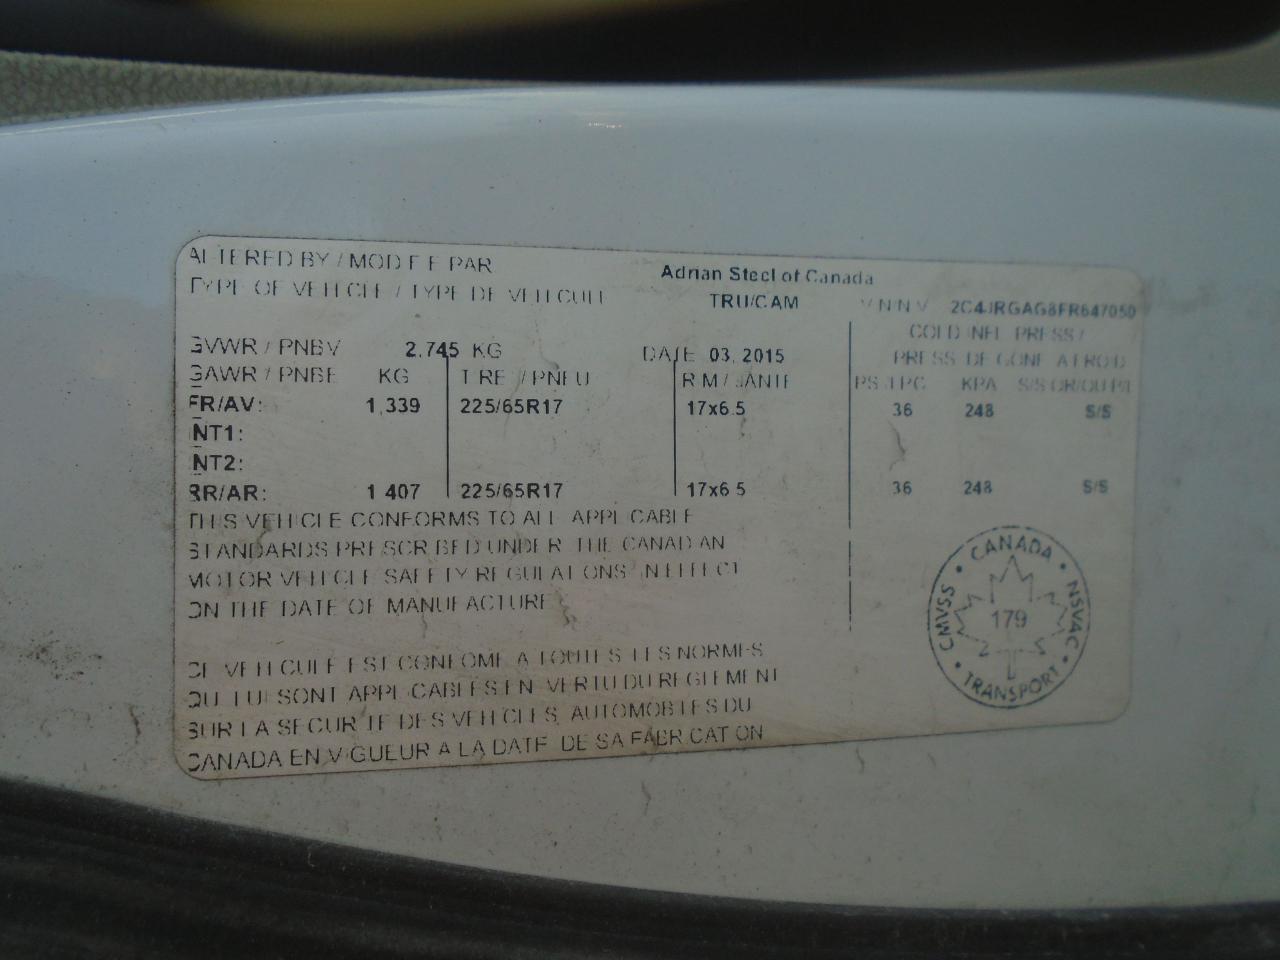 ALTERED BY / MODIFIE PAR Adrian Steel of Canada
TYPE OF VEHICLE / TYPE DE VEHICULE TRU/CAM V.I.N./N.I.V. 2C4JRGAG8FR647050
GVWR / PNBV 2,745 KG DATE 03, 2015 COLD INFL PRESS/
PRESS DE GONF A FROID
GAWR / PNBE KG TIRE / PNEU RIM / JANTE PSI/LPC KPA S/S OR/OU P/J
FR/AV: 1,339 225/65R17 17x6.5 36 248 S/S
INT1:
INT2:
RR/AR: 1,407 225/65R17 17x6.5 36 248 S/S
THIS VEHICLE CONFORMS TO ALL APPLICABLE
STANDARDS PRESCRIBED UNDER THE CANADIAN
MOTOR VEHICLE SAFETY REGULATIONS IN EFFECT
ON THE DATE OF MANUFACTURE
CE VEHICULE EST CONFOME A TOUTES LES NORMES
QUI LUI SONT APPLICABLES EN VERTU DU REGLEMENT
SUR LA SECURITE DES VEHICLES AUTOMOBILES DU
CANADA EN VIGUEUR A LA DATE DE SA FABRICATION
CANADA
CMVSS 179 NSVAC
TRANSPORT